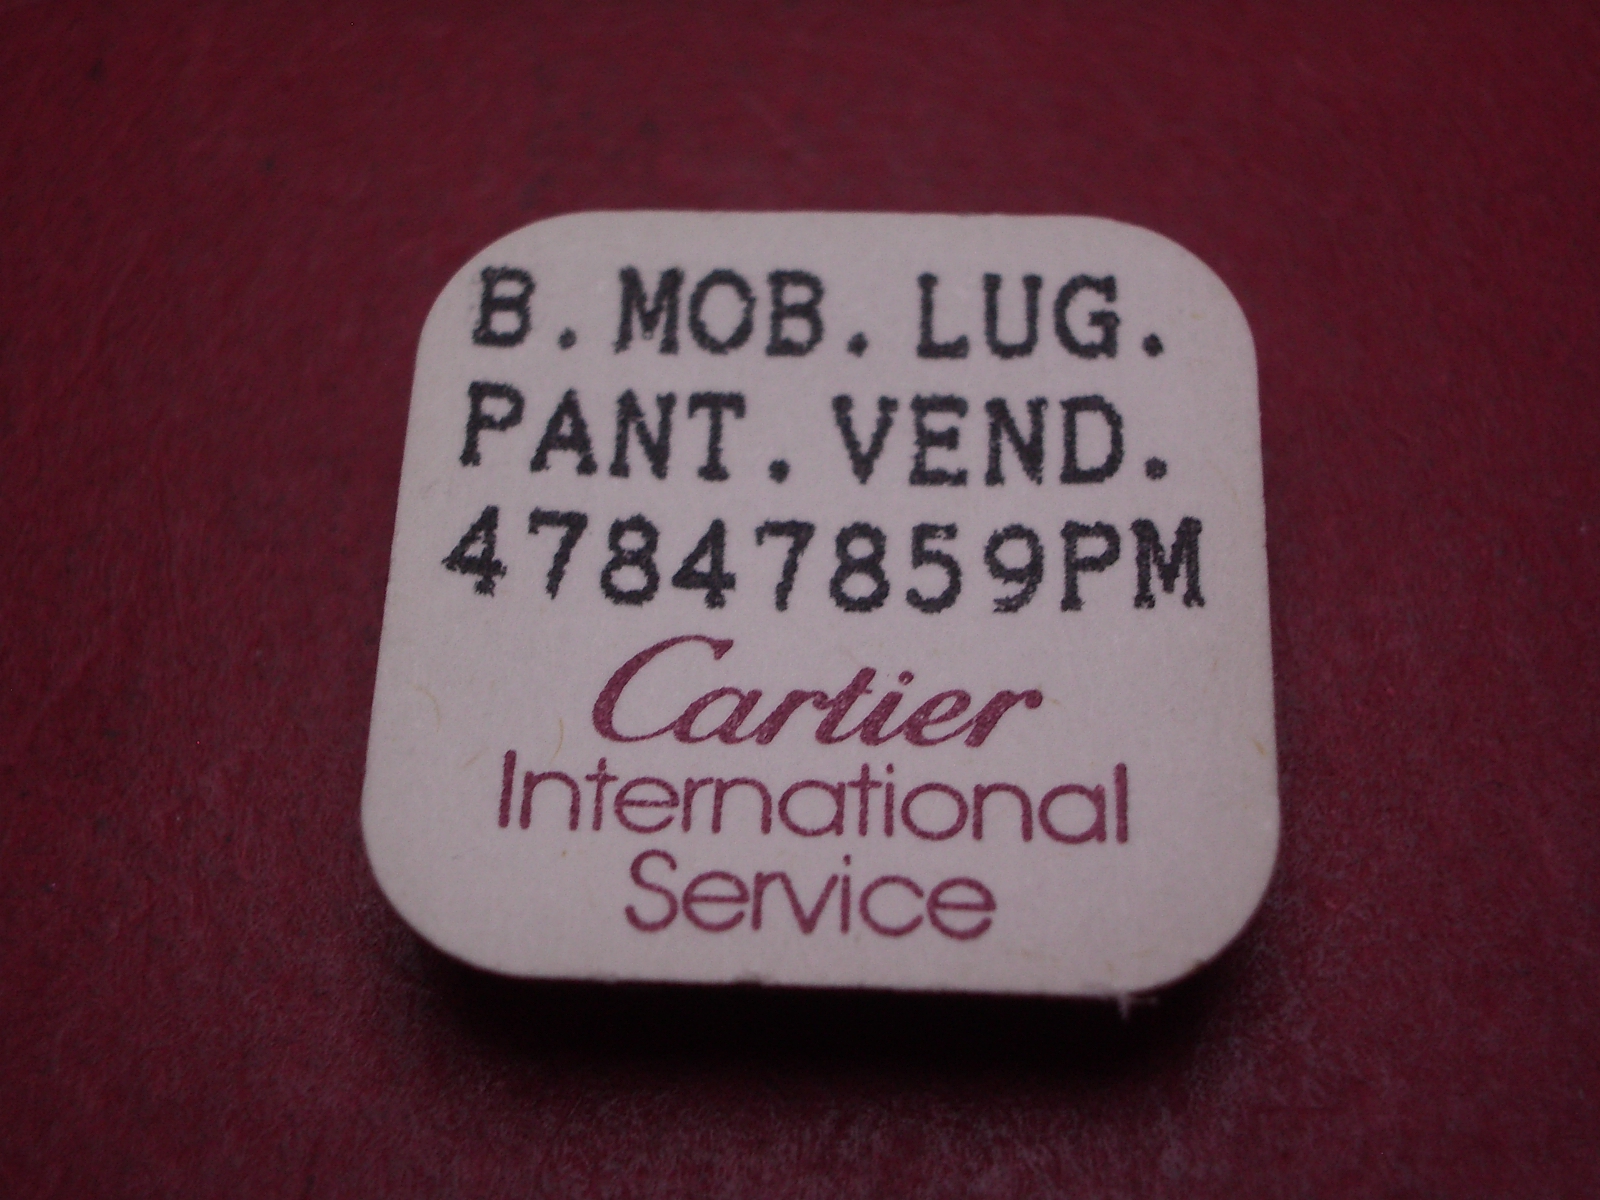 B. MOB. LUG.
PANT. VEND.
47847859PM
Cartier
International
Service